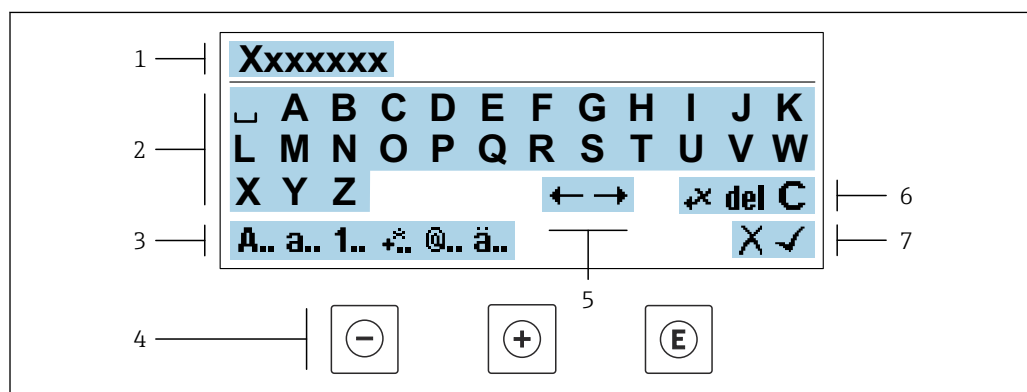 1 Xxxxxxx
2 ␣ A B C D E F G H I J K
L M N O P Q R S T U V W
X Y Z ← → ↚x del C 6
3 A.. a.. 1.. +*.. @.. ä.. X ✓ 7
5
4 − + E